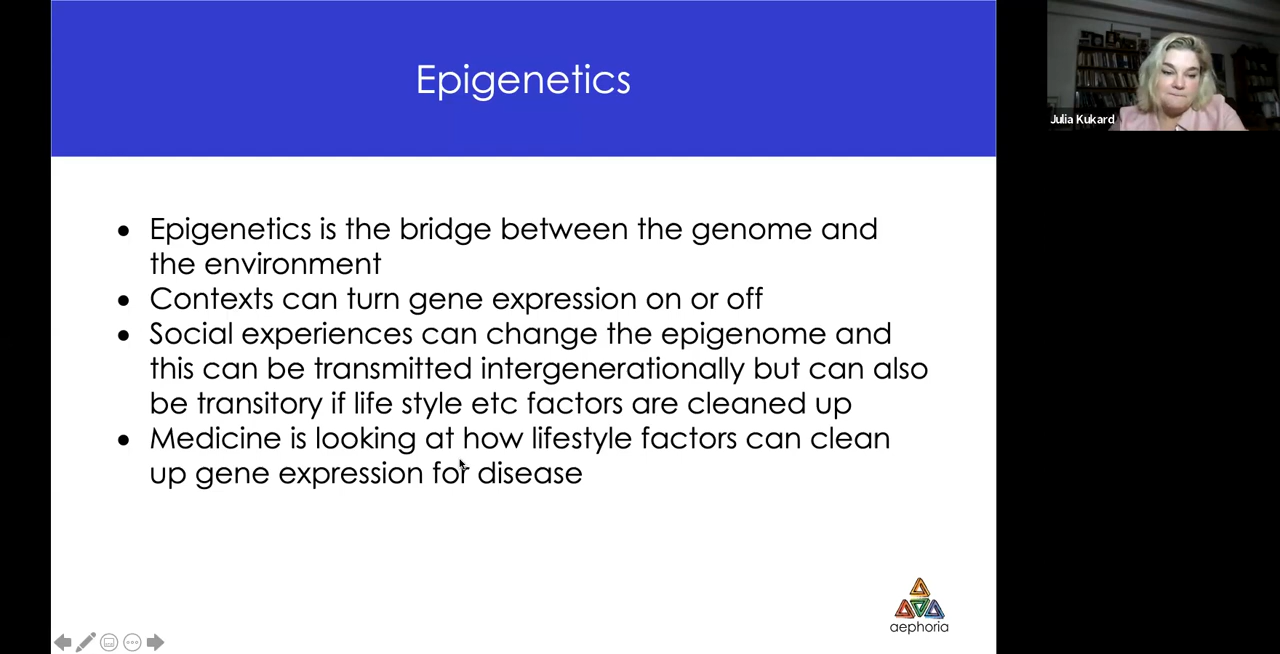 Epigenetics
• Epigenetics is the bridge between the genome and
the environment
• Contexts can turn gene expression on or off
• Social experiences can change the epigenome and
this can be transmitted intergenerationally but can also
be transitory if life style etc factors are cleaned up
• Medicine is looking at how lifestyle factors can clean
up gene expression for disease
aephoria
Julia Kukard